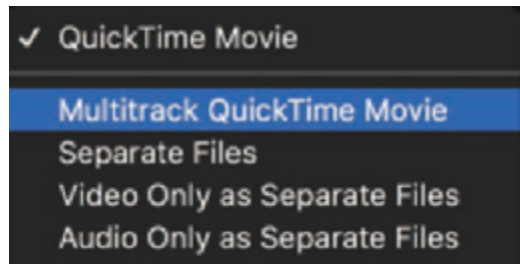 ✓ QuickTime Movie
Multitrack QuickTime Movie
Separate Files
Video Only as Separate Files
Audio Only as Separate Files